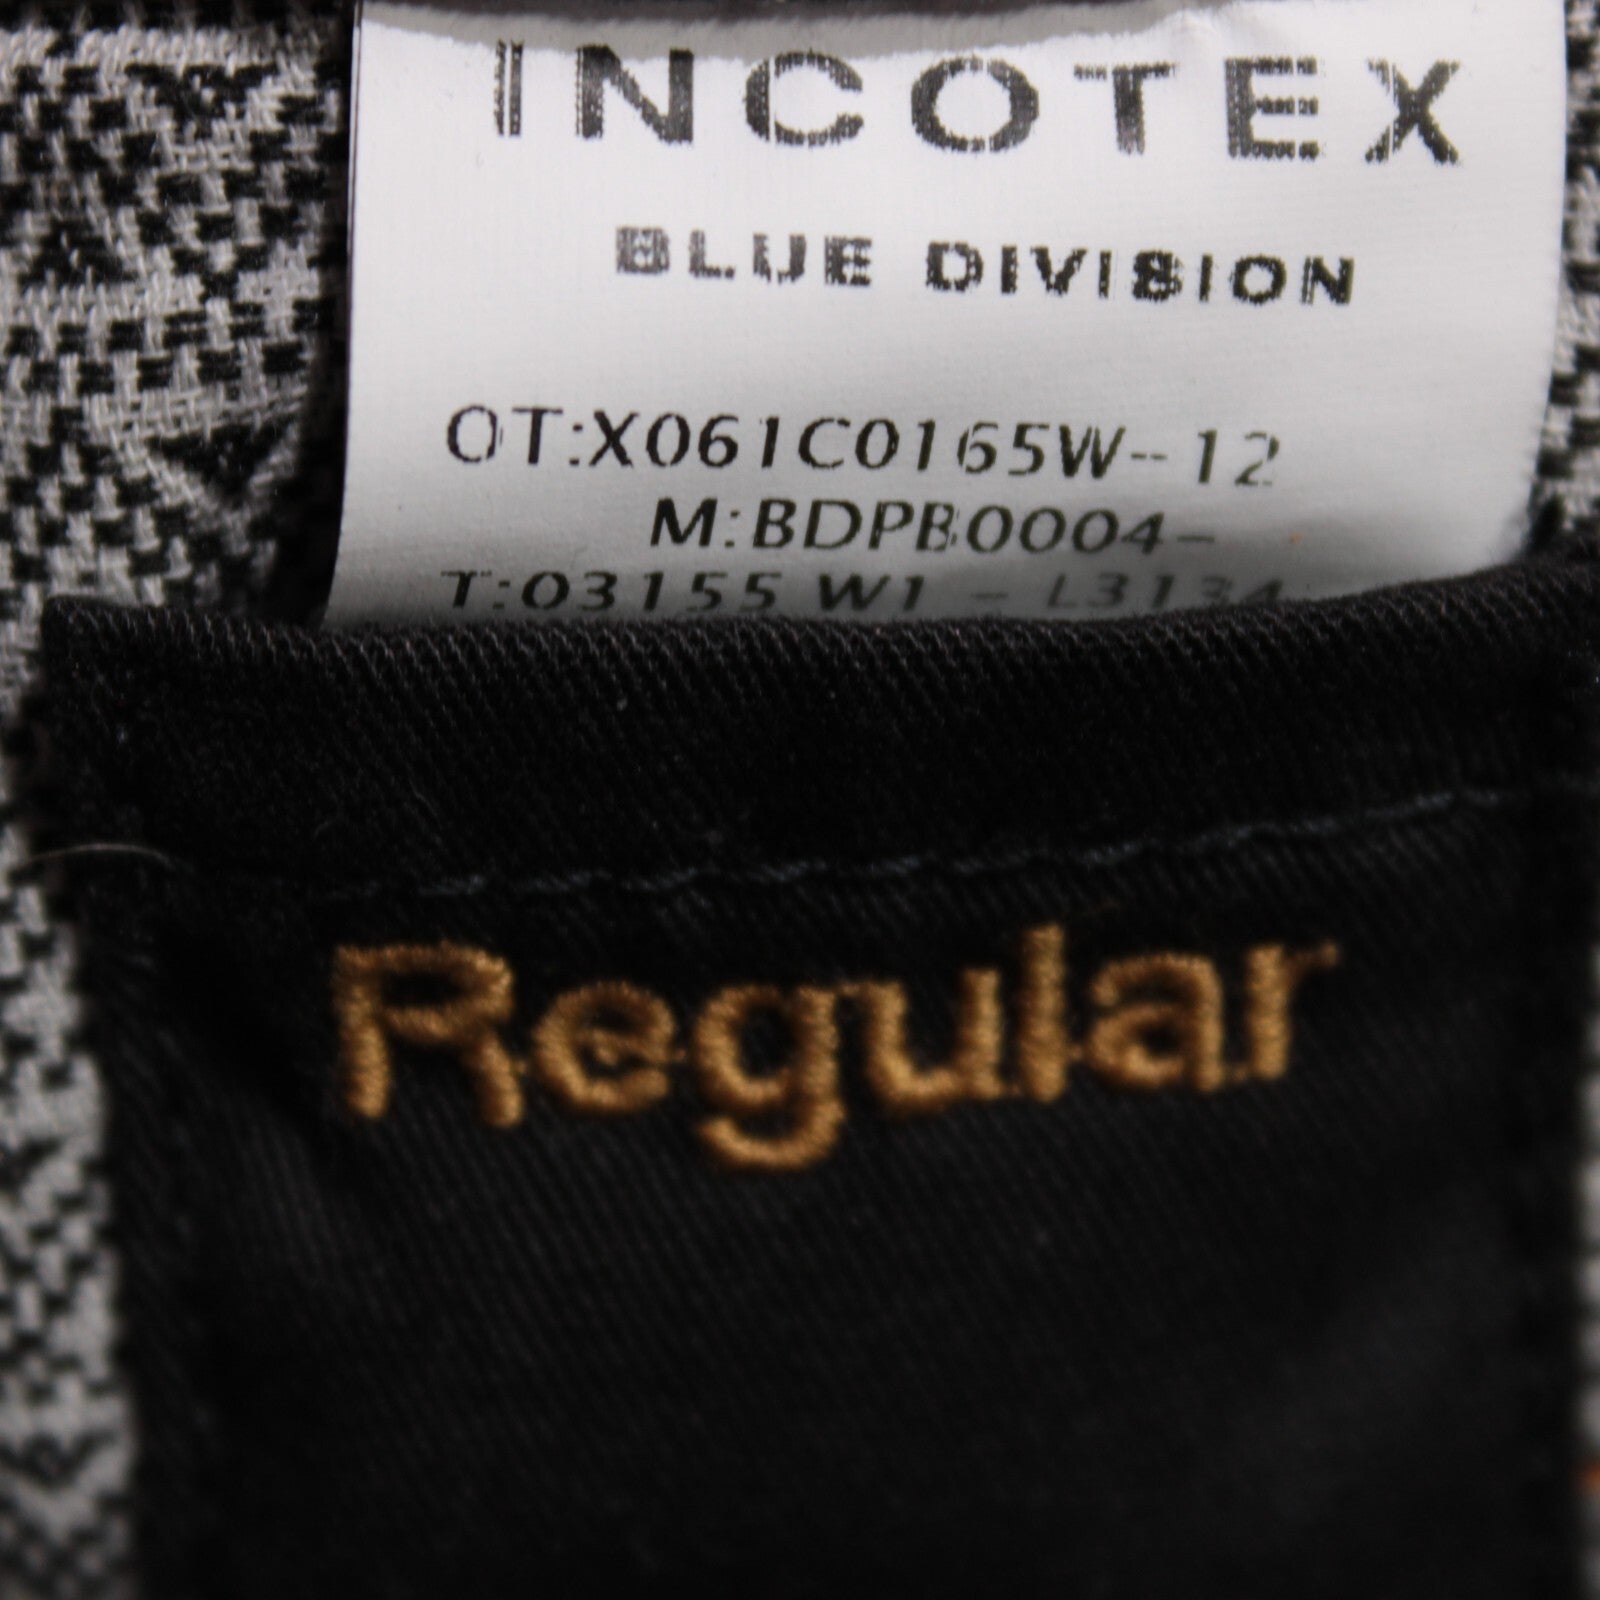 INCOTEX
BLUE DIVISION
OT:X061C0165W-12
M:BDPB0004-
T:03155 W1 - L3134
Regular